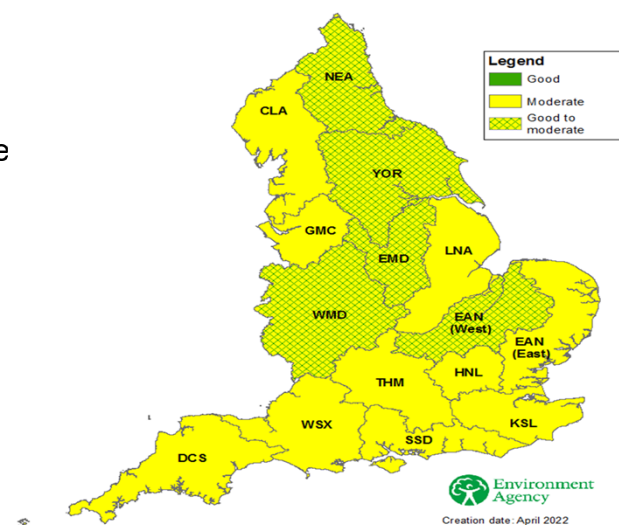 e
Legend
Good
Moderate
Good to
moderate
NEA
CLA
YOR
GMC
EMD
LNA
WMD
EAN
(West)
EAN
(East)
HNL
THM
WSX
KSL
SSD
DCS
Environment
Agency
Creation date: April 2022